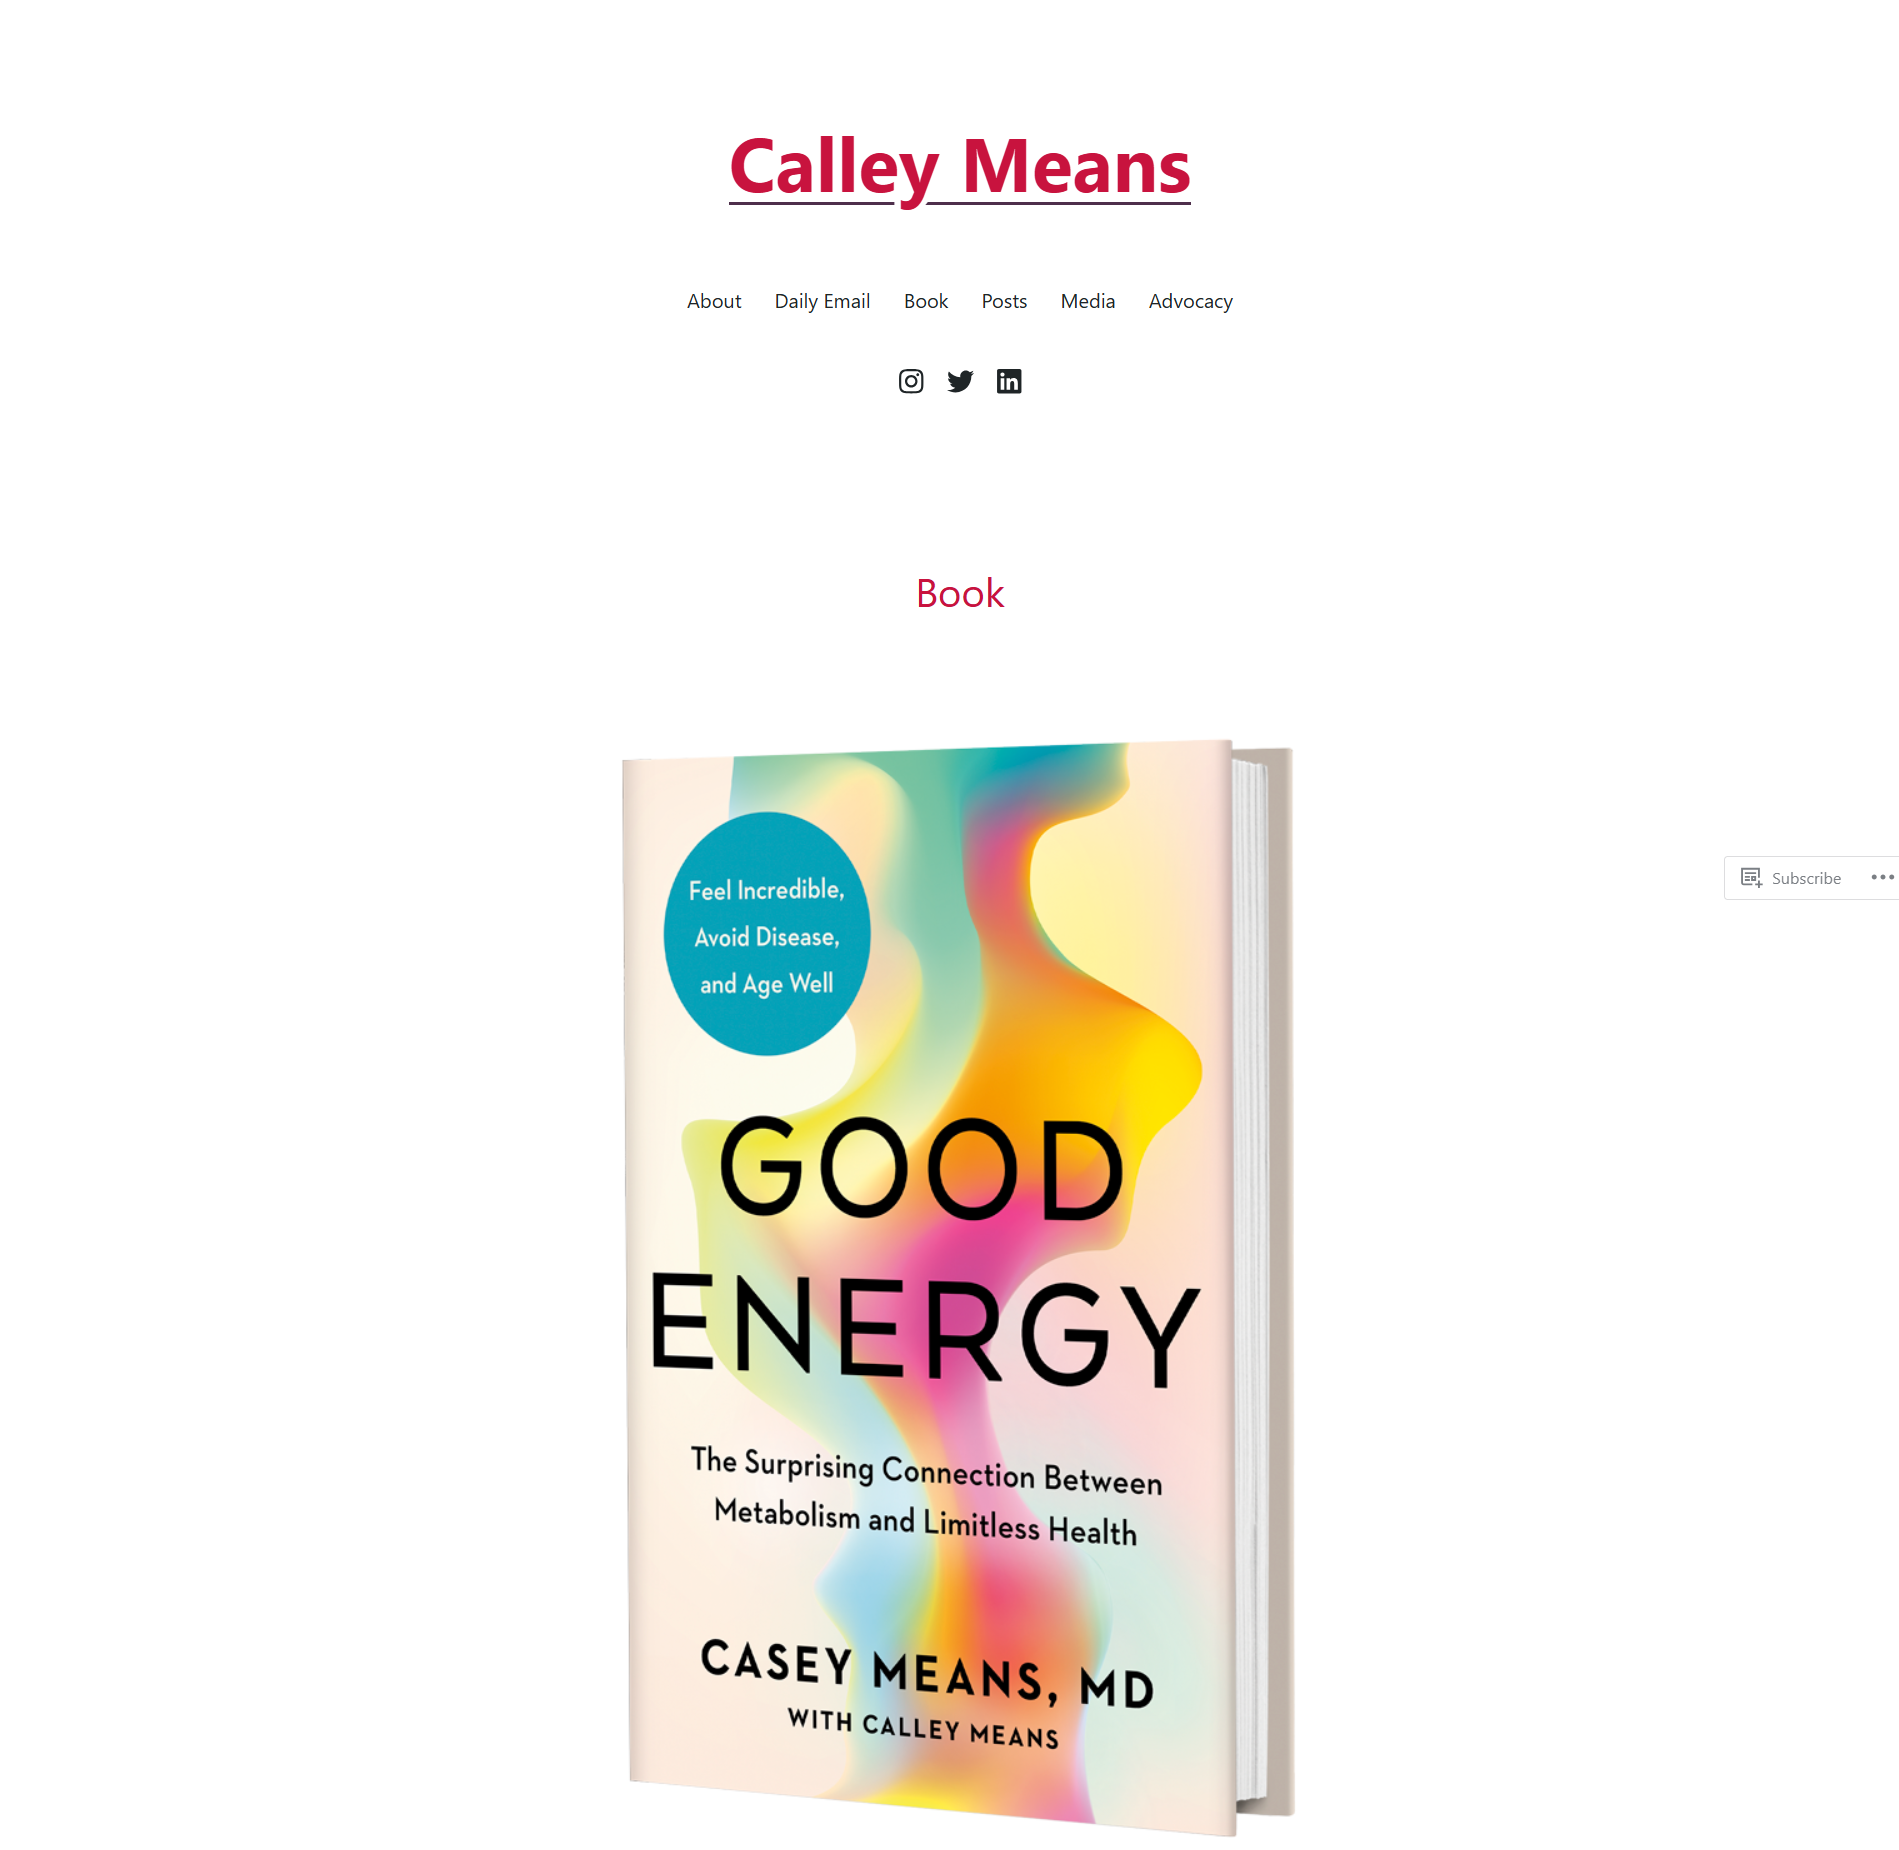 Calley Means
About Daily Email Book Posts Media Advocacy
Book
Feel Incredible,
Avoid Disease,
and Age Well
GOOD
ENERGY
The Surprising Connection Between
Metabolism and Limitless Health
CASEY MEANS, MD
WITH CALLEY MEANS
Subscribe